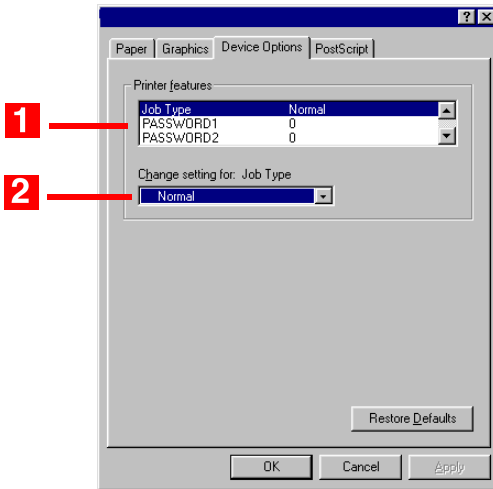 ? X
Paper Graphics Device Options PostScript
Printer features
1
Job Type Normal
PASSWORD1 0
PASSWORD2 0
Change setting for: Job Type
2
Normal
Restore Defaults
OK Cancel Apply